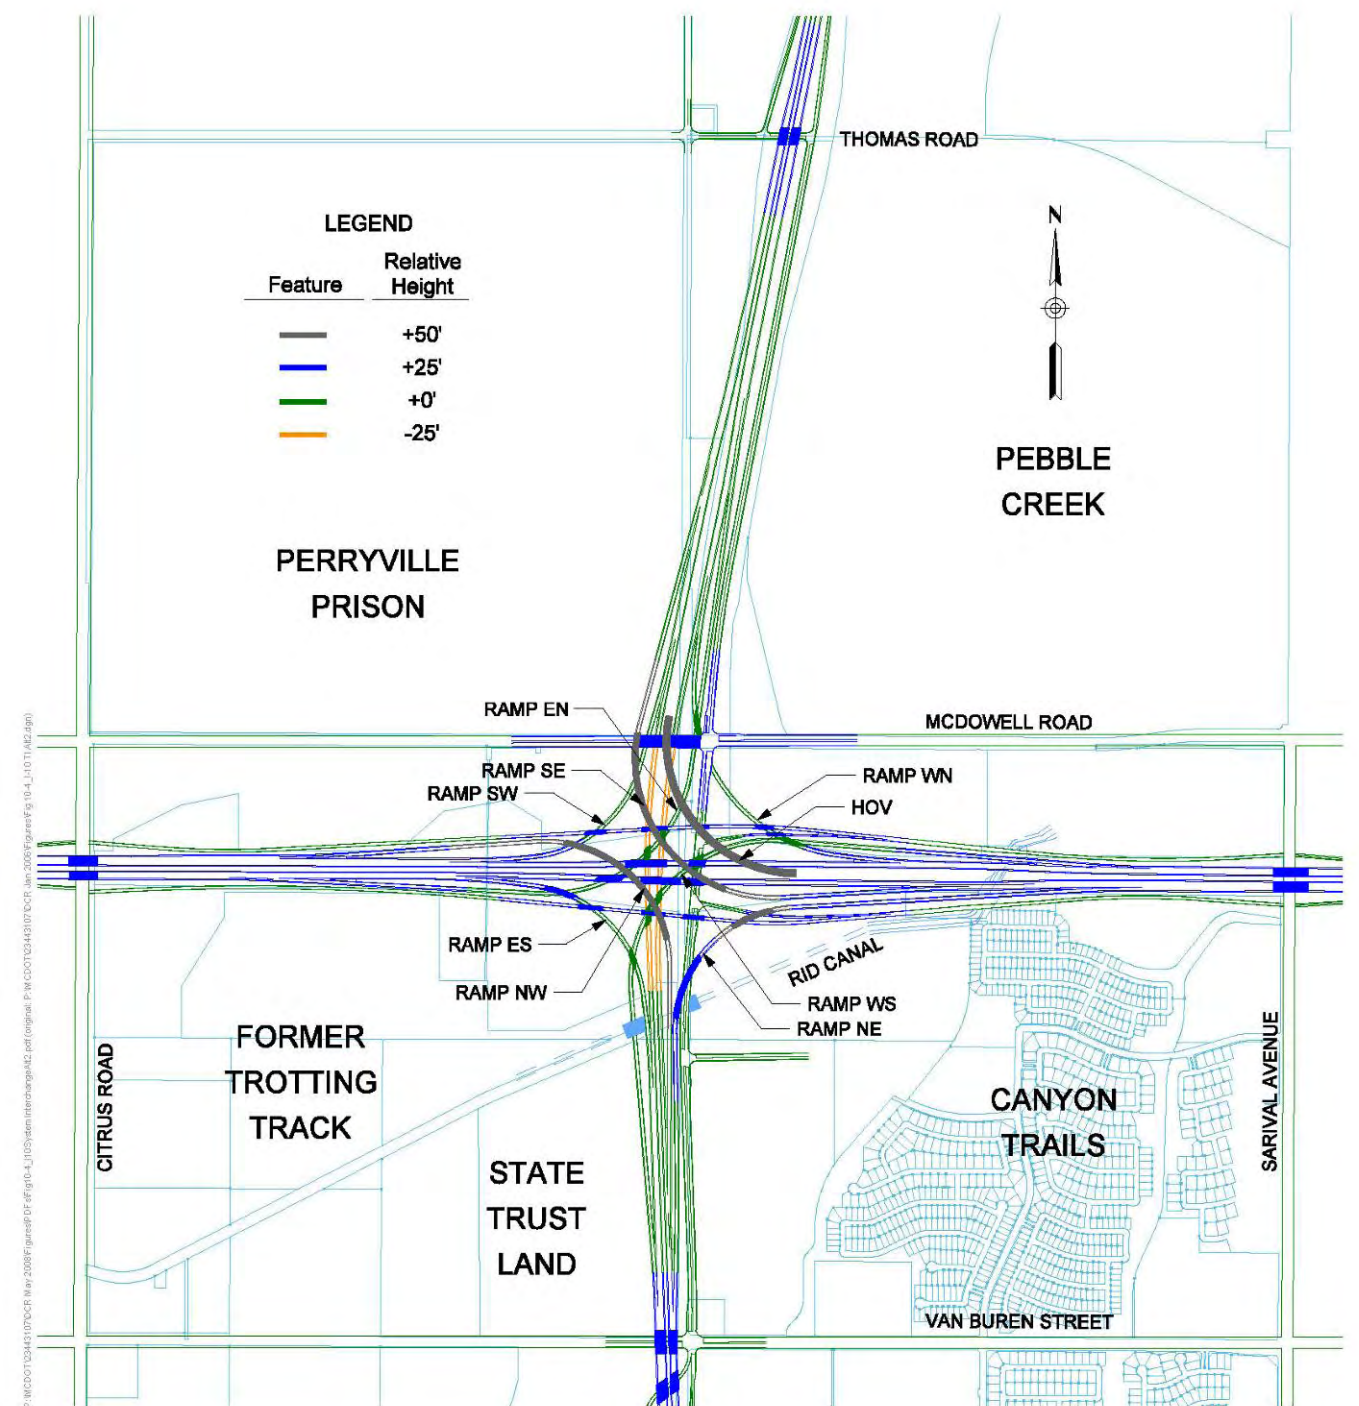 THOMAS ROAD
N
LEGEND
Feature
Relative
Height
+50'
+25'
+0'
-25'
PEBBLE
CREEK
PERRYVILLE
PRISON
RAMP EN
MCDOWELL ROAD
RAMP SE
RAMP SW
RAMP WN
HOV
RAMP ES
RAMP NW
RID CANAL
RAMP WS
RAMP NE
FORMER
TROTTING
TRACK
CITRUS ROAD
CANYON
TRAILS
SARIVAL AVENUE
STATE
TRUST
LAND
VAN BUREN STREET